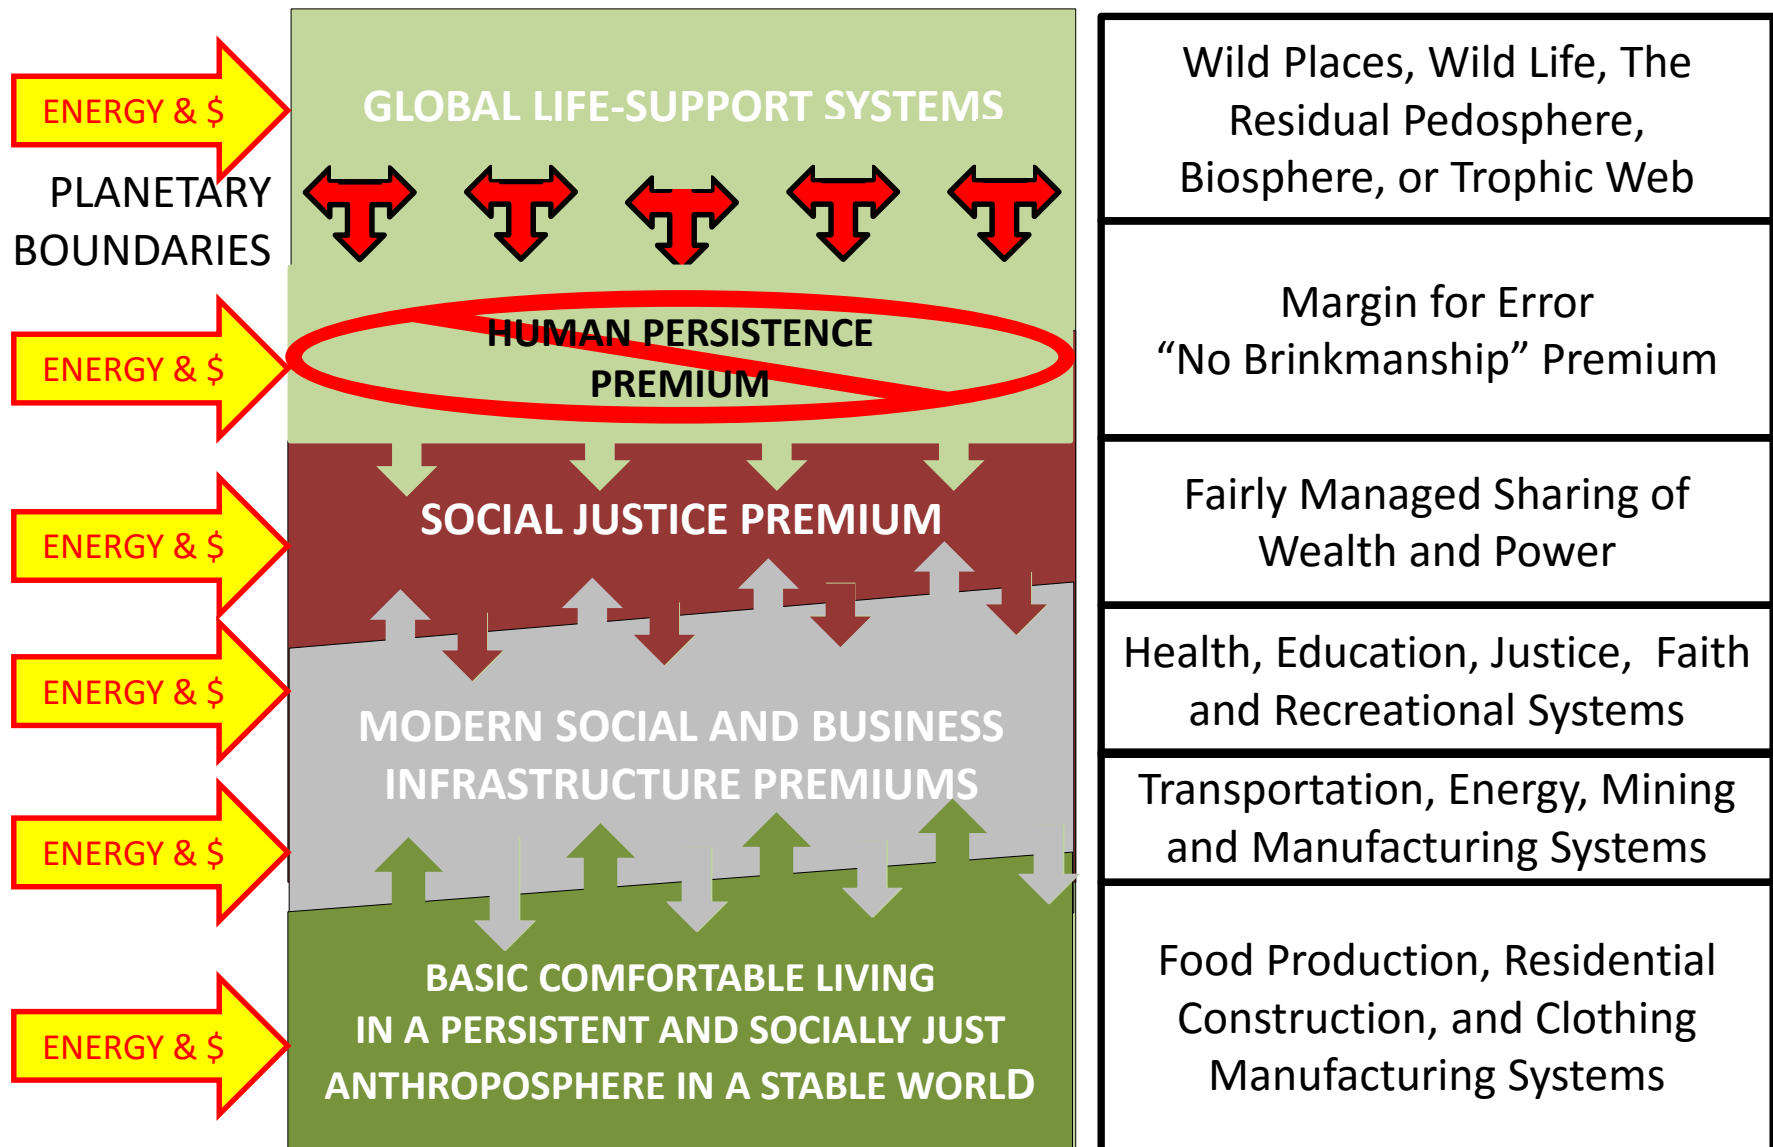 ENERGY & $
GLOBAL LIFE-SUPPORT SYSTEMS
Wild Places, Wild Life, The
Residual Pedosphere,
Biosphere, or Trophic Web
PLANETARY
BOUNDARIES
ENERGY & $
HUMAN PERSISTENCE
PREMIUM
Margin for Error
“No Brinkmanship” Premium
ENERGY & $
SOCIAL JUSTICE PREMIUM
Fairly Managed Sharing of
Wealth and Power
ENERGY & $
MODERN SOCIAL AND BUSINESS
INFRASTRUCTURE PREMIUMS
Health, Education, Justice,  Faith
and Recreational Systems
ENERGY & $
Transportation, Energy, Mining
and Manufacturing Systems
ENERGY & $
BASIC COMFORTABLE LIVING
IN A PERSISTENT AND SOCIALLY JUST
ANTHROPOSPHERE IN A STABLE WORLD
Food Production, Residential
Construction, and Clothing
Manufacturing Systems